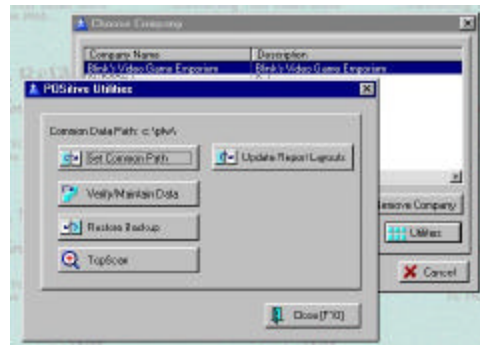 Choose Company
Company Name
Description
Blink's Video Game Emporium
Blink's Video Game Emporium
POSitive Utilities
Common Data Path: c:\plw\
Set Common Path
Update Report Layouts
Verify/Maintain Data
Restore Backup
TopScan
Close [F10]
Remove Company
Utilities
Cancel